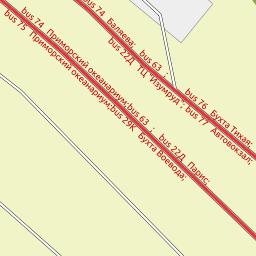 bus 74 Баляева; bus 63
bus 22Д ТЦ Изумруд ; bus 77 Автовокзал;
bus 76 Бухта Тихая;
bus 74 Приморский океанариум;bus 63 ; , bus 22Д Парис;
bus 75 Приморский океанариум;bus 29К Бухта Воевода;